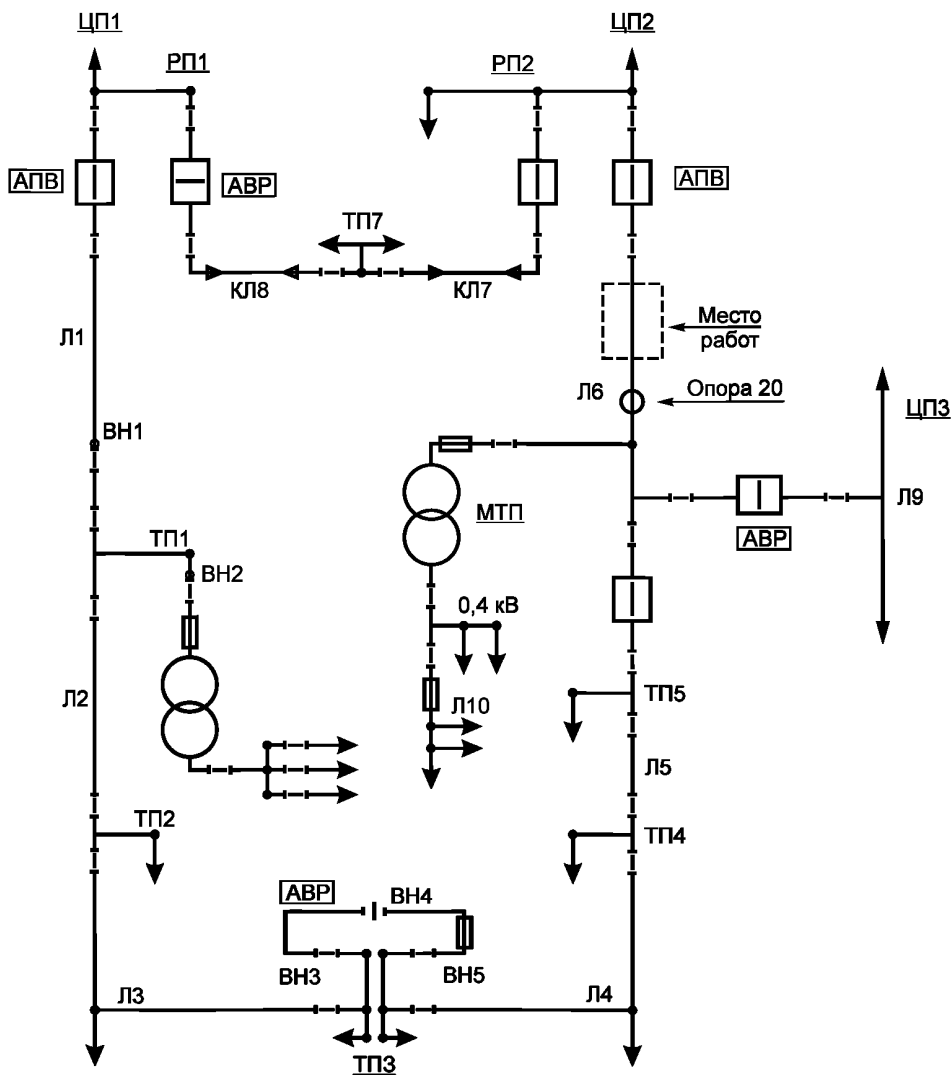 ЦП1
ЦП2
РП1
РП2
АПВ
АВР
АПВ
ТП7
КЛ8
КЛ7
Место
работ
Л1
Л6
Опора 20
ЦП3
ВН1
МТП
Л9
АВР
ТП1
ВН2
0,4 кВ
Л2
Л10
ТП5
Л5
ТП2
ТП4
АВР
ВН4
ВН3
ВН5
Л3
Л4
ТП3